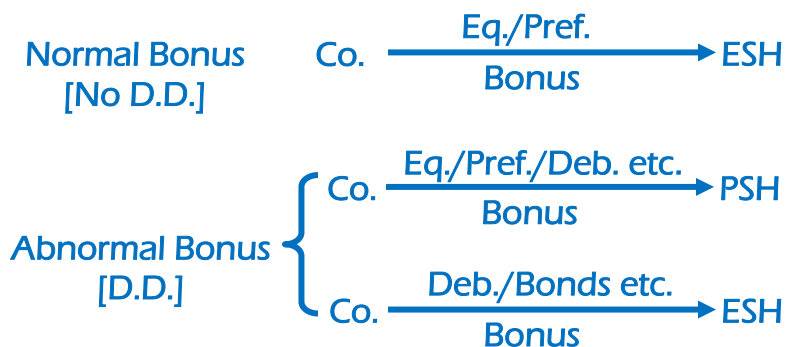 Normal Bonus
[No D.D.]
Co.
Eq./Pref.
Bonus
ESH
Abnormal Bonus
[D.D.]
Co.
Eq./Pref./Deb. etc.
Bonus
PSH
Co.
Deb./Bonds etc.
Bonus
ESH